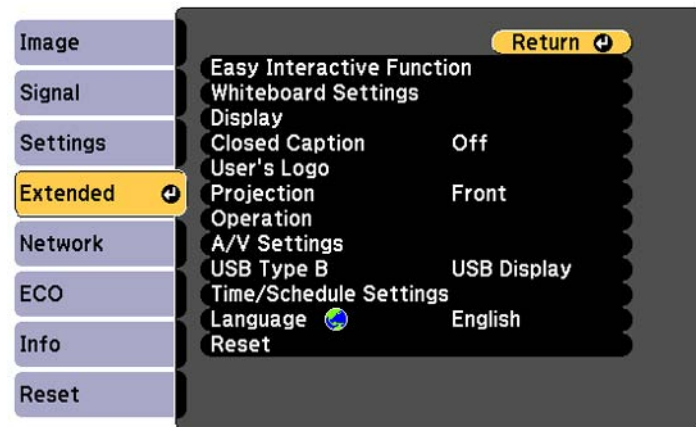 Image
Signal
Settings
Extended
Network
ECO
Info
Reset
Return
Easy Interactive Function
Whiteboard Settings
Display
Closed Caption Off
User's Logo
Projection Front
Operation
A/V Settings
USB Type B USB Display
Time/Schedule Settings
Language English
Reset